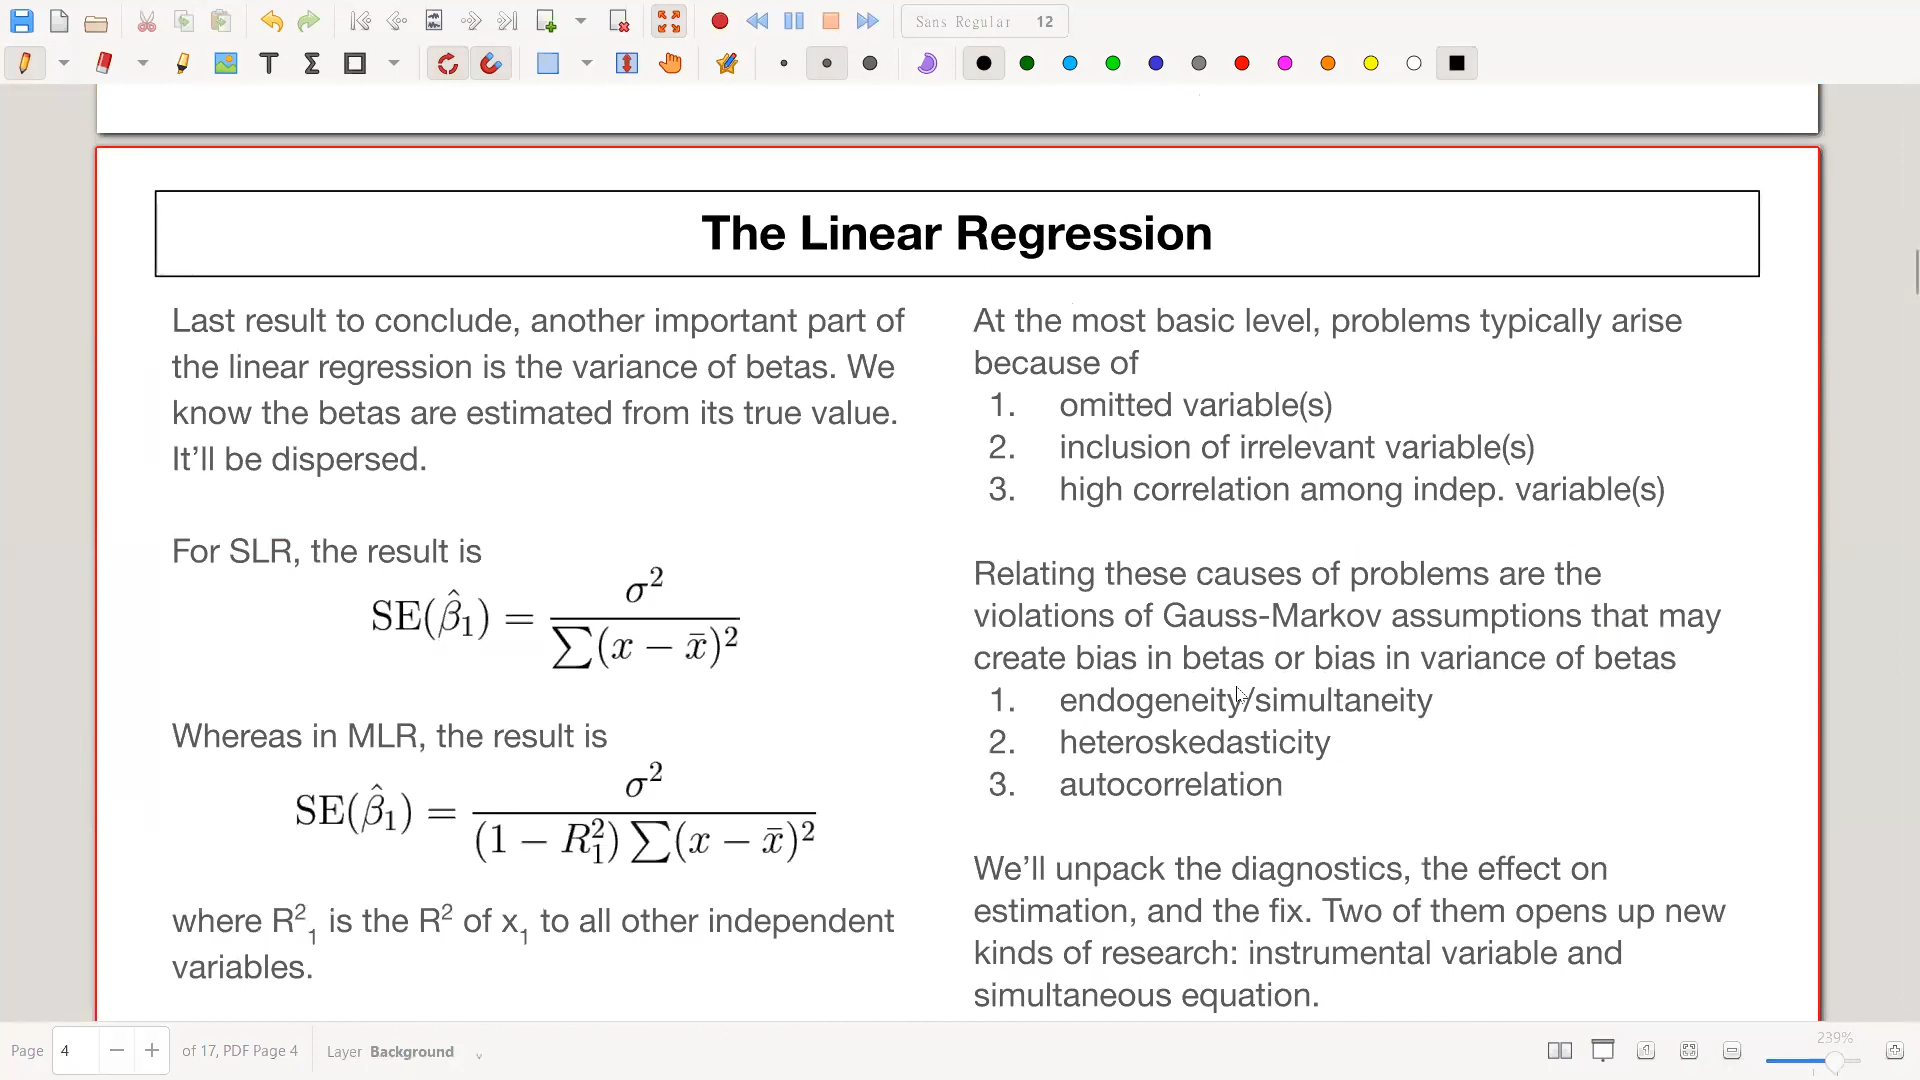 Sans Regular 12
The Linear Regression
Last result to conclude, another important part of
the linear regression is the variance of betas. We
know the betas are estimated from its true value.
It’ll be dispersed.
For SLR, the result is
SE(β̂₁) = σ² / ∑(x − x̄)²
Whereas in MLR, the result is
SE(β̂₁) = σ² / (1 − R₁²) ∑(x − x̄)²
where R²₁ is the R² of x₁ to all other independent
variables.
At the most basic level, problems typically arise
because of
1. omitted variable(s)
2. inclusion of irrelevant variable(s)
3. high correlation among indep. variable(s)
Relating these causes of problems are the
violations of Gauss-Markov assumptions that may
create bias in betas or bias in variance of betas
1. endogeneity/simultaneity
2. heteroskedasticity
3. autocorrelation
We’ll unpack the diagnostics, the effect on
estimation, and the fix. Two of them opens up new
kinds of research: instrumental variable and
simultaneous equation.
Page 4 of 17, PDF Page 4 Layer Background
239%